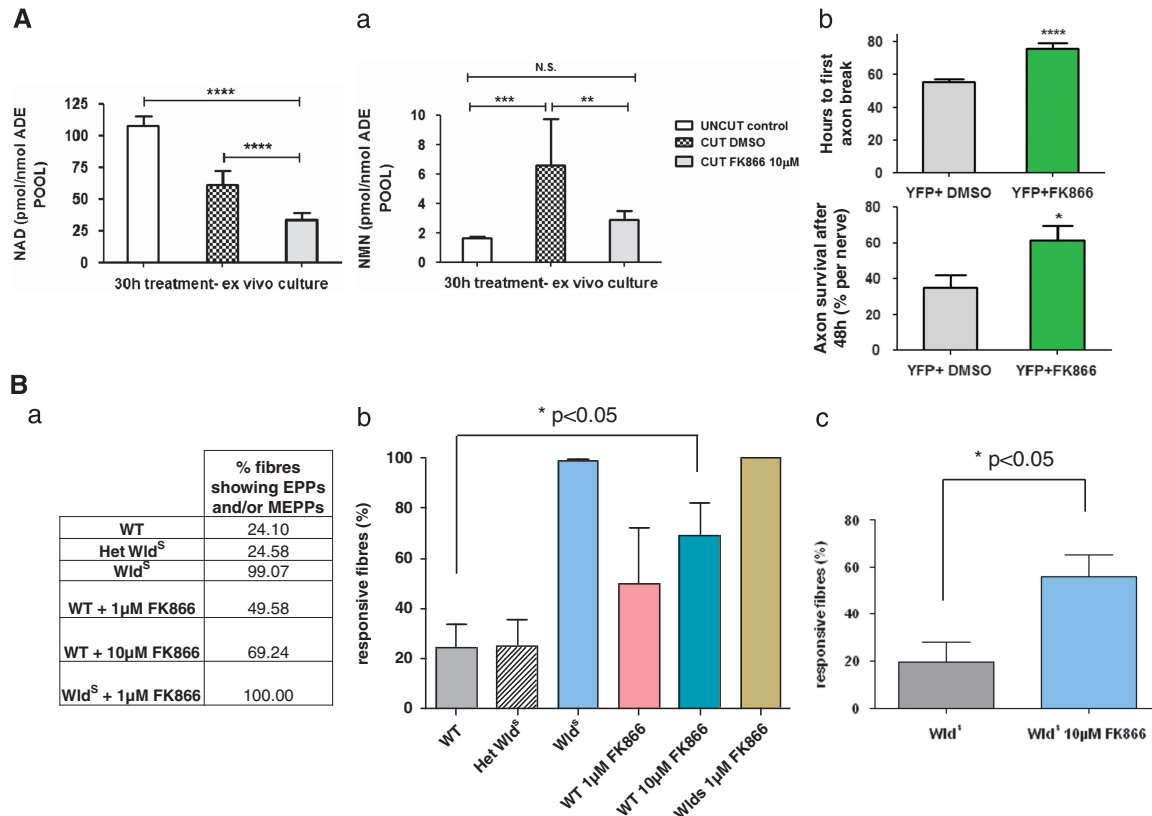 A
a
b
NAD (pmol/nmol ADE
POOL)
125
100
75
50
25
0
****
****
30h treatment- ex vivo culture
NMN (pmol/nmol ADE
POOL)
10
8
6
4
2
0
N.S.
***
**
30h treatment- ex vivo culture
UNCUT control
CUT DMSO
CUT FK866 10µM
Hours to first
axon break
80
60
40
20
0
****
YFP+ DMSO
YFP+FK866
Axon survival after
48h (% per nerve)
80
60
40
20
0
*
YFP+ DMSO
YFP+FK866
B
a
% fibres
showing EPPs
and/or MEPPs
WT 24.10
Het Wld^S 24.58
Wld^S 99.07
WT + 1µM FK866 49.58
WT + 10µM FK866 69.24
Wld^S + 1µM FK866 100.00
b
* p<0.05
responsive fibres (%)
100
80
60
40
20
0
WT
Het Wld^S
Wld^S
WT 1µM FK866
WT 10µM FK866
Wlds 1µM FK866
c
* p<0.05
responsive fibres (%)
80
60
40
20
0
Wld^s
Wld^s 10µM FK866